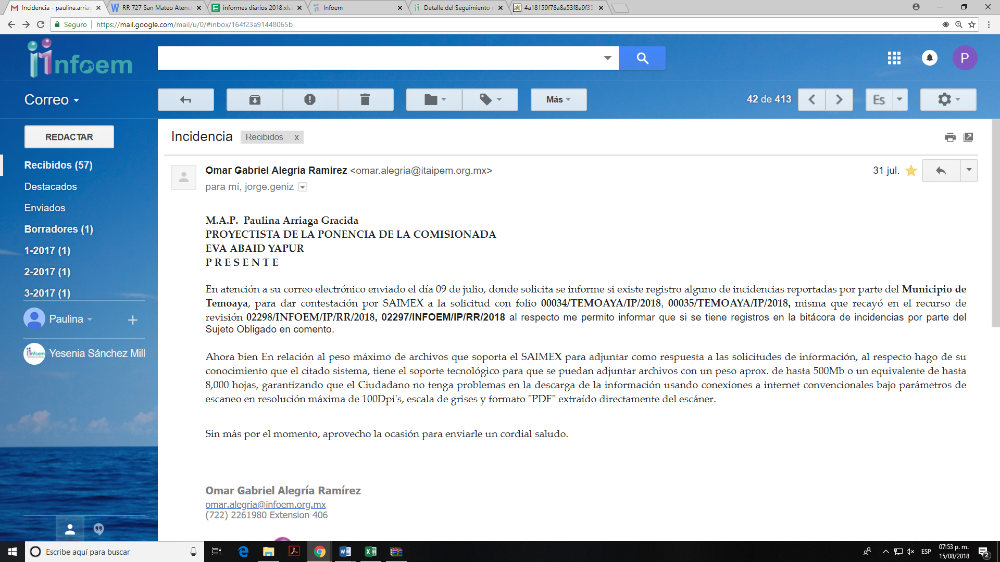 Incidencia - paulina.arriag
RR 727 San Mateo Atenc
informes diarios 2018.xls
Infoem
Detalle del Seguimiento
4a18159f78a8a53f8a9f35
Seguro
https://mail.google.com/mail/u/0/#inbox/164f23a91448065b
infoem
P
Correo
Más
42 de 413
Es
REDACTAR
Recibidos (57)
Destacados
Enviados
Borradores (1)
1-2017 (1)
2-2017 (1)
3-2017 (1)
Paulina
Yesenia Sánchez Mill
Incidencia
Recibidos x
Omar Gabriel Alegria Ramirez <omar.alegria@itaipem.org.mx>
31 jul.
para mí, jorge.geniz
M.A.P. Paulina Arriaga Gracida
PROYECTISTA DE LA PONENCIA DE LA COMISIONADA
EVA ABAID YAPUR
P R E S E N T E
En atención a su correo electrónico enviado el día 09 de julio, donde solicita se informe si existe registro alguno de incidencias reportadas por parte del Municipio de
Temoaya, para dar contestación por SAIMEX a la solicitud con folio 00034/TEMOAYA/IP/2018, 00035/TEMOAYA/IP/2018, misma que recayó en el recurso de
revisión 02298/INFOEM/IP/RR/2018, 02297/INFOEM/IP/RR/2018 al respecto me permito informar que si se tiene registros en la bitácora de incidencias por parte del
Sujeto Obligado en comento.
Ahora bien En relación al peso máximo de archivos que soporta el SAIMEX para adjuntar como respuesta a las solicitudes de información, al respecto hago de su
conocimiento que el citado sistema, tiene el soporte tecnológico para que se puedan adjuntar archivos con un peso aprox. de hasta 500Mb o un equivalente de hasta
8,000 hojas, garantizando que el Ciudadano no tenga problemas en la descarga de la información usando conexiones a internet convencionales bajo parámetros de
escaneo en resolución máxima de 100Dpi's, escala de grises y formato "PDF" extraído directamente del escáner.
Sin más por el momento, aprovecho la ocasión para enviarle un cordial saludo.
Omar Gabriel Alegría Ramírez
omar.alegria@infoem.org.mx
(722) 2261980 Extension 406
Escribe aquí para buscar
ESP
07:53 p. m.
15/08/2018
2